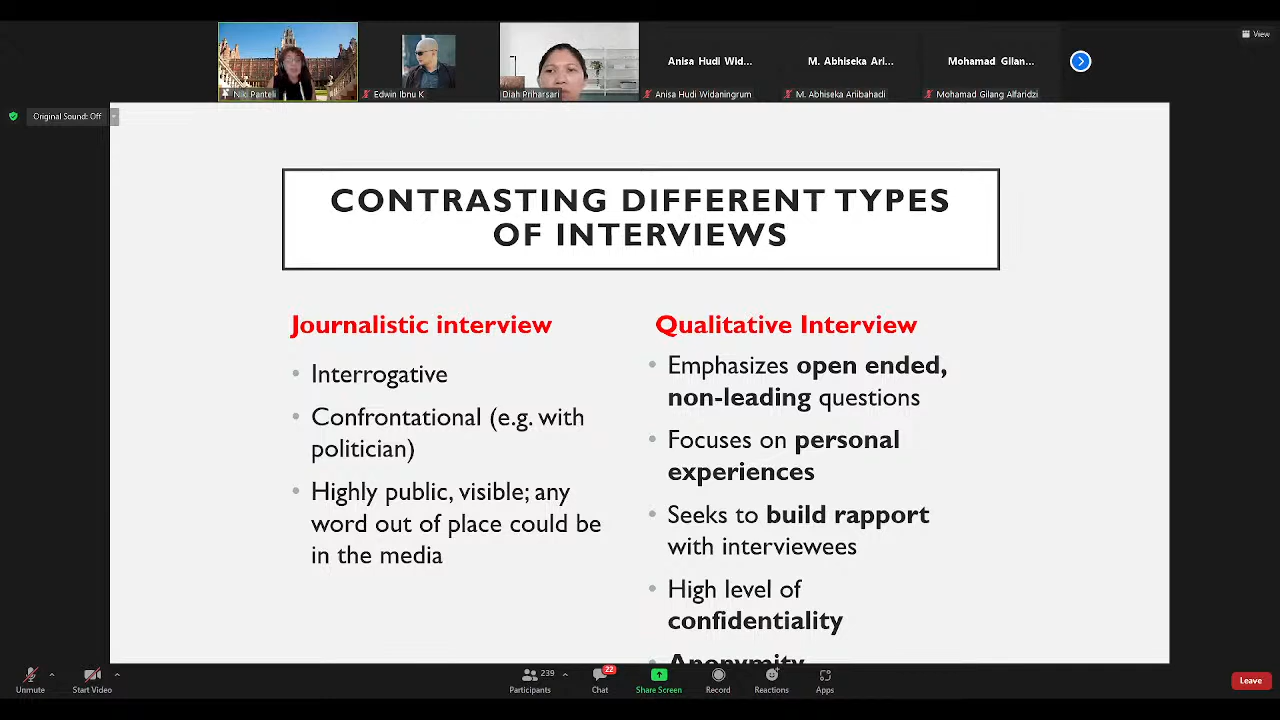 View
Anisa Hudi Wid...
M. Abhiseka Ari...
Mohamad Gilan...
Niki Panteli
Edwin Ibnu K
Diah Priharsari
Anisa Hudi Widaningrum
M. Abhiseka Ariibahadi
Mohamad Gilang Alfaridzi
Original Sound: Off
CONTRASTING DIFFERENT TYPES
OF INTERVIEWS
Journalistic interview
• Interrogative
• Confrontational (e.g. with
politician)
• Highly public, visible; any
word out of place could be
in the media
Qualitative Interview
• Emphasizes open ended,
non-leading questions
• Focuses on personal
experiences
• Seeks to build rapport
with interviewees
• High level of
confidentiality
• Anonymity
Unmute
Start Video
239
Participants
22
Chat
Share Screen
Record
Reactions
Apps
Leave